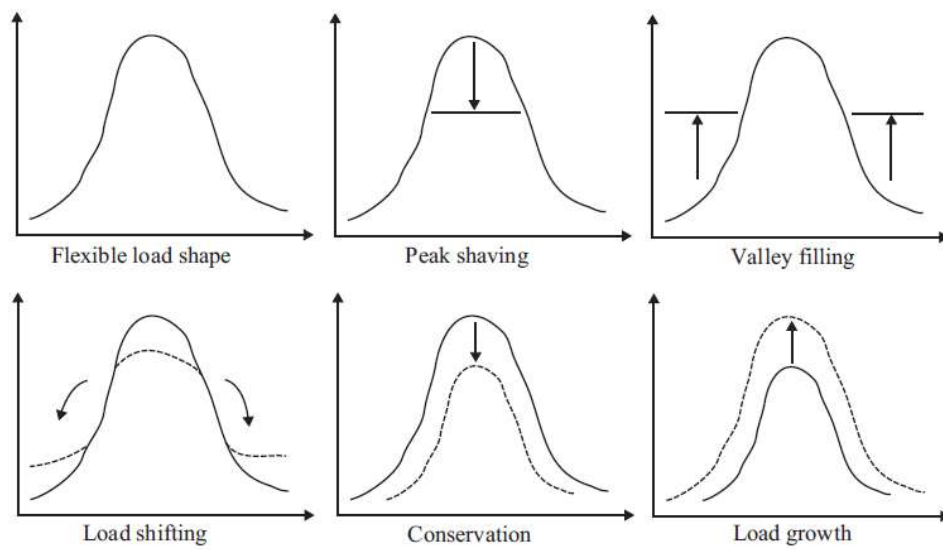 Flexible load shape
Peak shaving
Valley filling
Load shifting
Conservation
Load growth